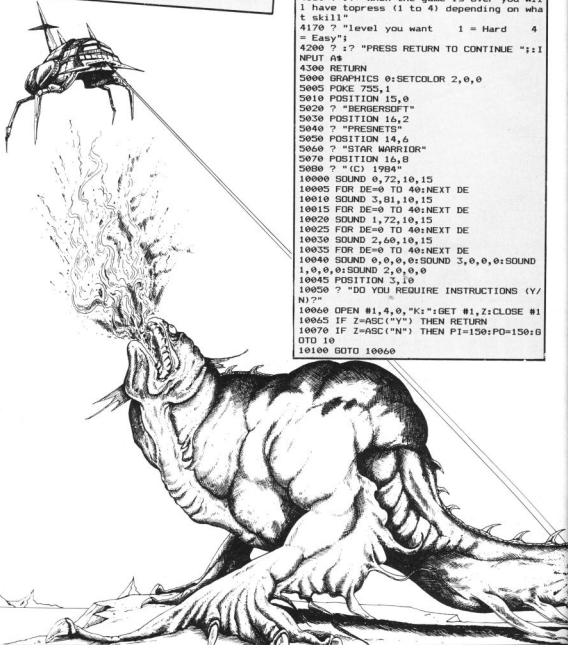 l have topress (1 to 4) depending on wha
t skill"
4170 ? "level you want    1 = Hard    4
= Easy";
4200 ? :? "PRESS RETURN TO CONTINUE ";:I
NPUT A$
4300 RETURN
5000 GRAPHICS 0:SETCOLOR 2,0,0
5005 POKE 755,1
5010 POSITION 15,0
5020 ? "BERGERSOFT"
5030 POSITION 16,2
5040 ? "PRESNETS"
5050 POSITION 14,6
5060 ? "STAR WARRIOR"
5070 POSITION 16,8
5080 ? "(C) 1984"
10000 SOUND 0,72,10,15
10005 FOR DE=0 TO 40:NEXT DE
10010 SOUND 3,81,10,15
10015 FOR DE=0 TO 40:NEXT DE
10020 SOUND 1,72,10,15
10025 FOR DE=0 TO 40:NEXT DE
10030 SOUND 2,60,10,15
10035 FOR DE=0 TO 40:NEXT DE
10040 SOUND 0,0,0,0:SOUND 3,0,0,0:SOUND
1,0,0,0:SOUND 2,0,0,0
10045 POSITION 3,10
10050 ? "DO YOU REQUIRE INSTRUCTIONS (Y/
N)?"
10060 OPEN #1,4,0,"K:":GET #1,Z:CLOSE #1
10065 IF Z=ASC("Y") THEN RETURN
10070 IF Z=ASC("N") THEN PI=150:PO=150:G
OTO 10
10100 GOTO 10060